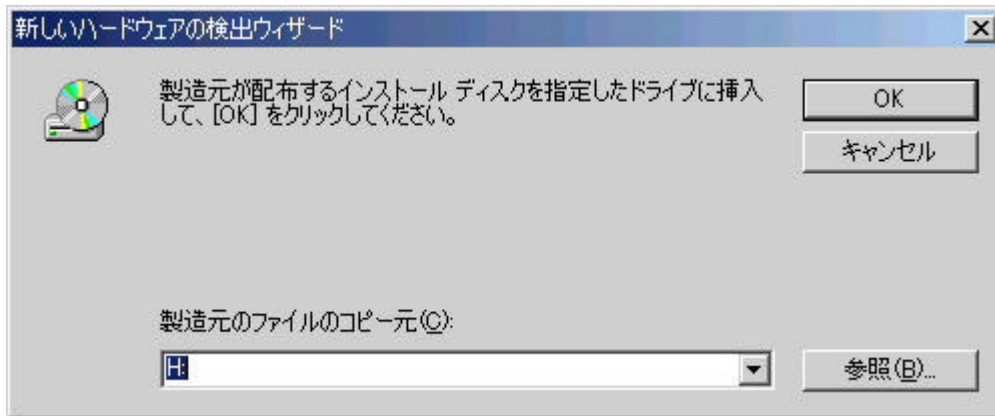 新しいハードウェアの検出ウィザード
製造元が配布するインストール ディスクを指定したドライブに挿入
して、[OK] をクリックしてください。
OK
キャンセル
製造元のファイルのコピー元(C):
H:
参照(B)...